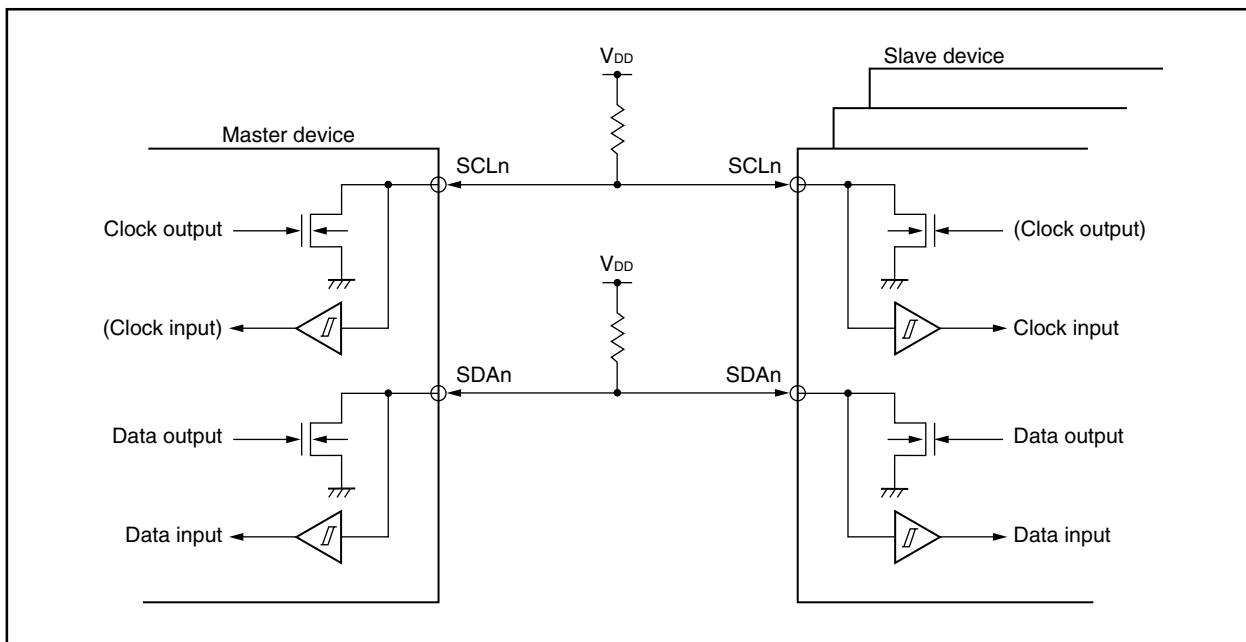 VDD
Slave device
Master device
SCLn
SCLn
Clock output
(Clock output)
VDD
(Clock input)
Clock input
SDAn
SDAn
Data output
Data output
Data input
Data input